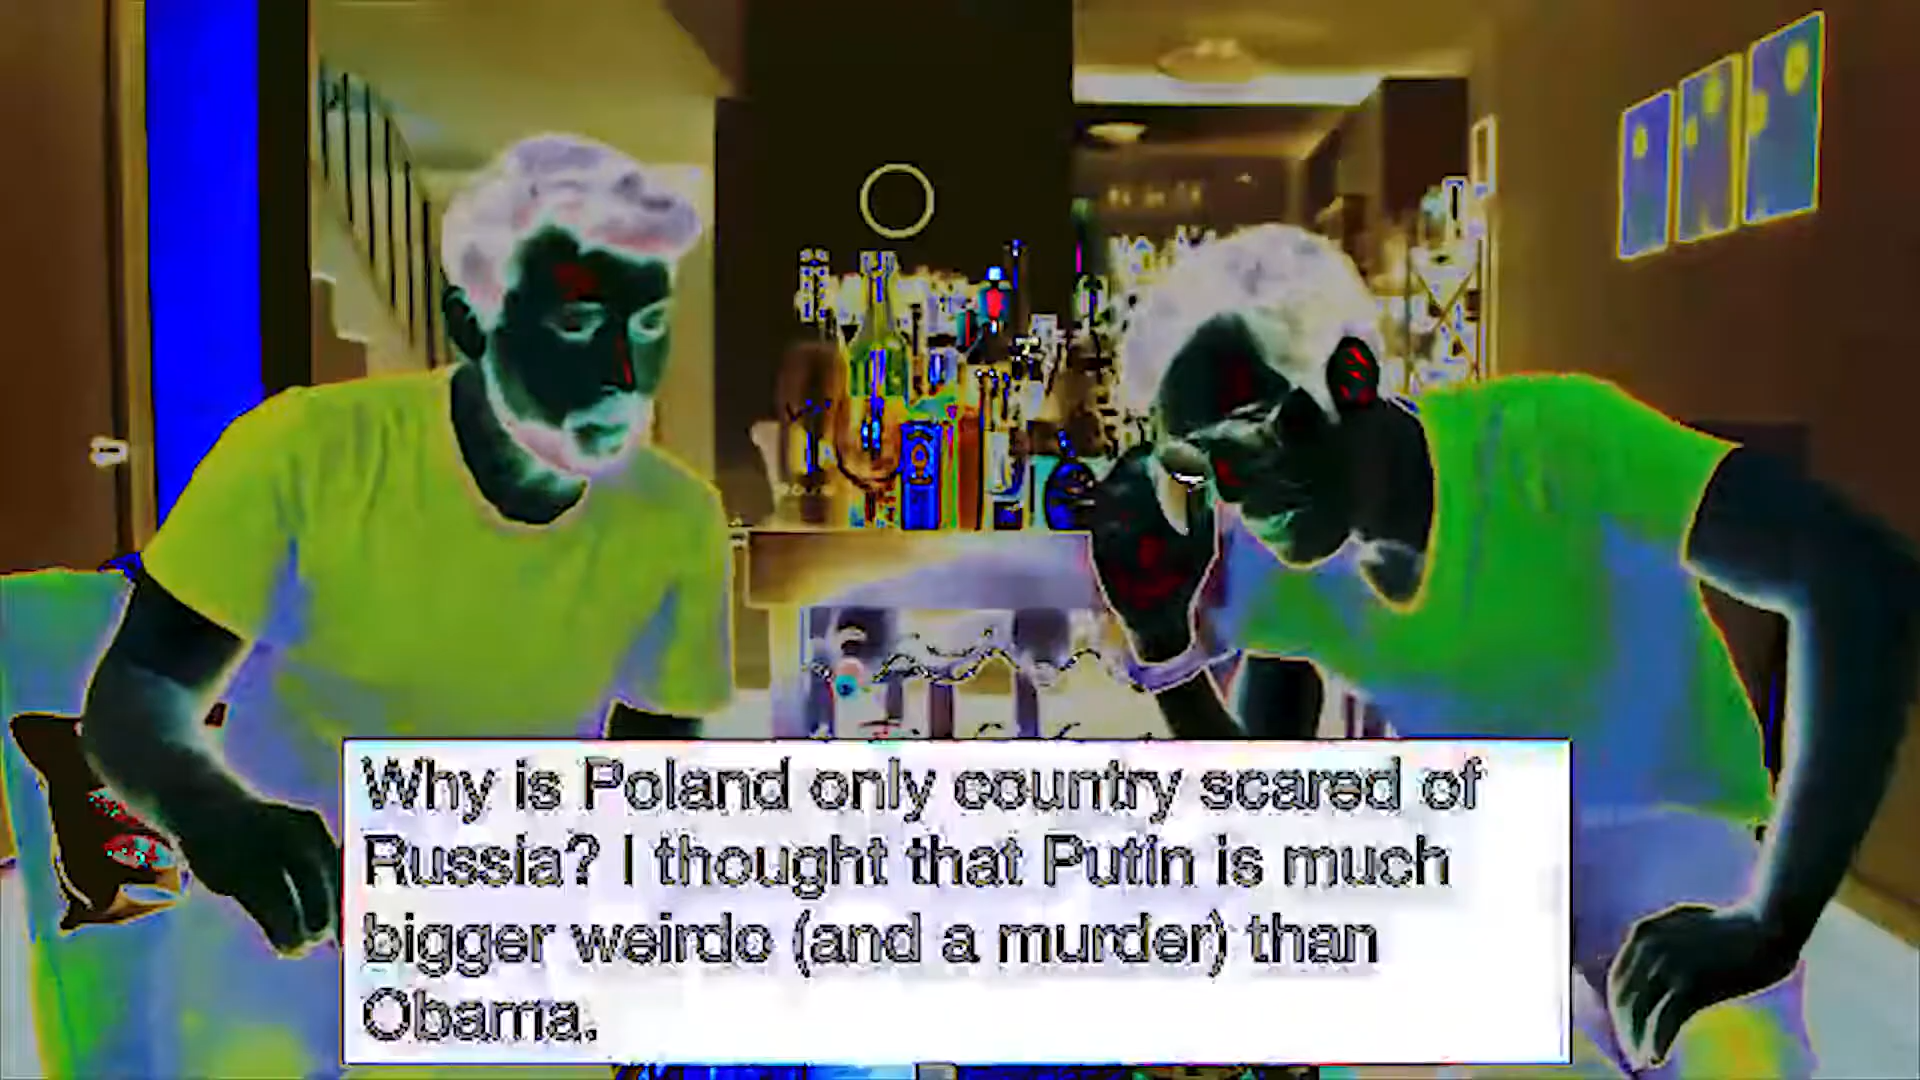 Why is Poland only country scared of
Russia? I thought that Putin is much
bigger weirdo (and a murder) than
Obama.